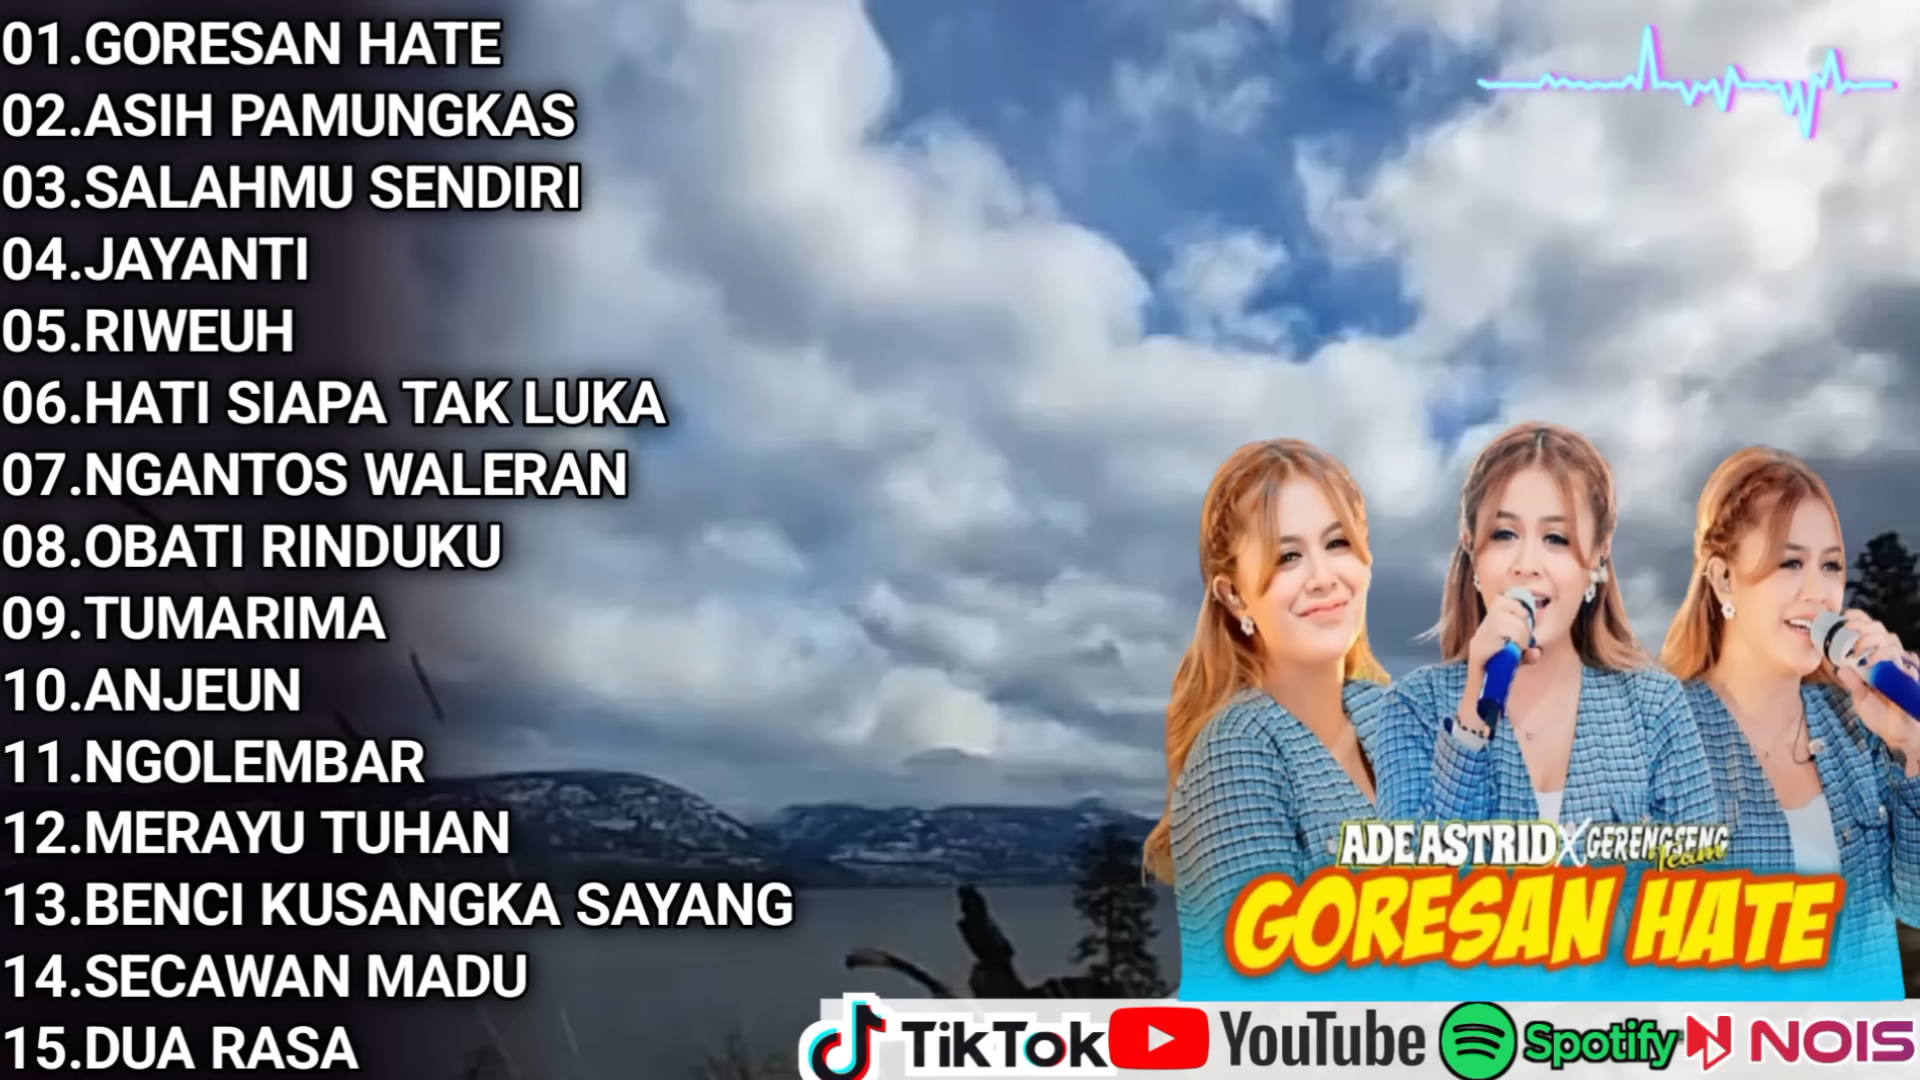 01.GORESAN HATE
02.ASIH PAMUNGKAS
03.SALAHMU SENDIRI
04.JAYANTI
05.RIWEUH
06.HATI SIAPA TAK LUKA
07.NGANTOS WALERAN
08.OBATI RINDUKU
09.TUMARIMA
10.ANJEUN
11.NGOLEMBAR
12.MERAYU TUHAN
13.BENCI KUSANGKA SAYANG
14.SECAWAN MADU
15.DUA RASA
ADE ASTRID X GERENGSENG Team
GORESAN HATE
TikTok YouTube Spotify NOIS